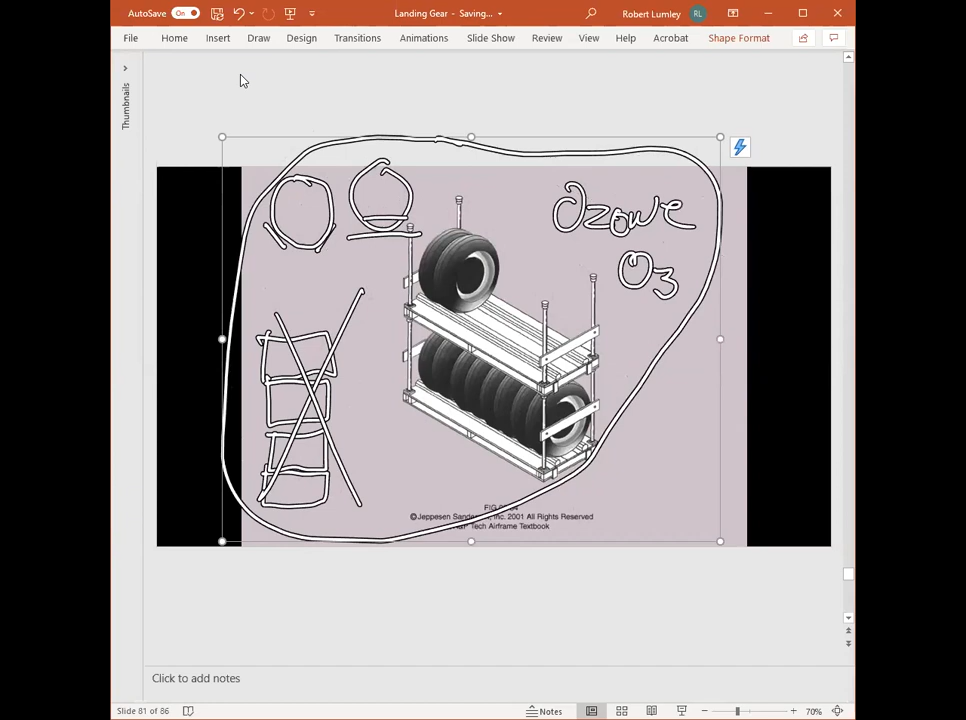 AutoSave On Landing Gear - Saving... Robert Lumley RL
File Home Insert Draw Design Transitions Animations Slide Show Review View Help Acrobat Shape Format
Thumbnails
Ozone
O3
©Jeppesen Sanderson, Inc. 2001 All Rights Reserved
A&P Tech Airframe Textbook
Click to add notes
Slide 81 of 86 Notes 70%